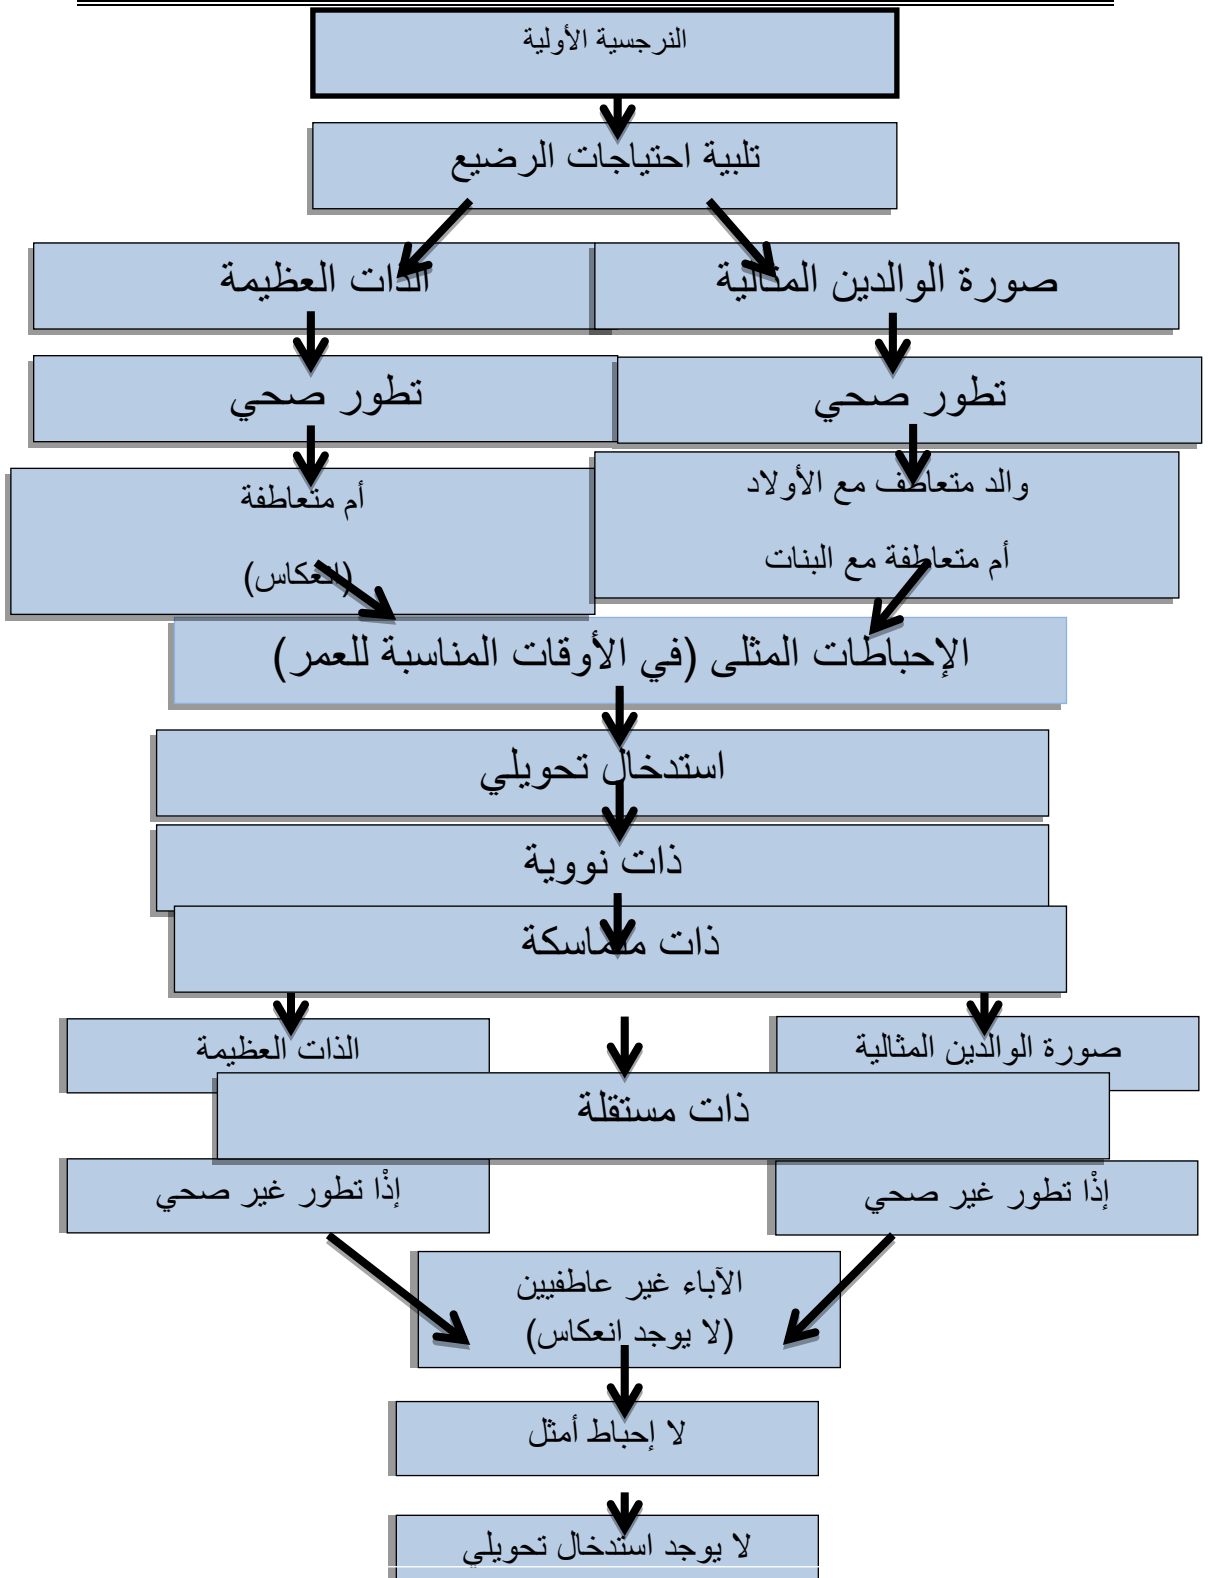 النرجسية الأولية
تلبية احتياجات الرضيع
صورة الوالدين المثالية
الذات العظيمة
تطور صحي
تطور صحي
والد متعاطف مع الأولاد
أم متعاطفة مع البنات
أم متعاطفة
(انعكاس)
الإحباطات المثلى (في الأوقات المناسبة للعمر)
استدخال تحويلي
ذات نووية
ذات متماسكة
صورة الوالدين المثالية
الذات العظيمة
ذات مستقلة
إذْا تطور غير صحي
إذْا تطور غير صحي
الآباء غير عاطفيين
(لا يوجد انعكاس)
لا إحباط أمثل
لا يوجد استدخال تحويلي